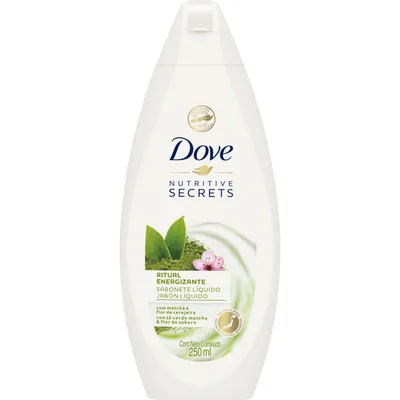 Dove
NUTRITIVE
SECRETS
RITUAL
ENERGIZANTE
SABONETE LÍQUIDO
JABÓN LÍQUIDO
com matchá e
flor de cerejeira
con té verde matcha
& flor de sakura
Cont.Neto Conteúdo
250 ml